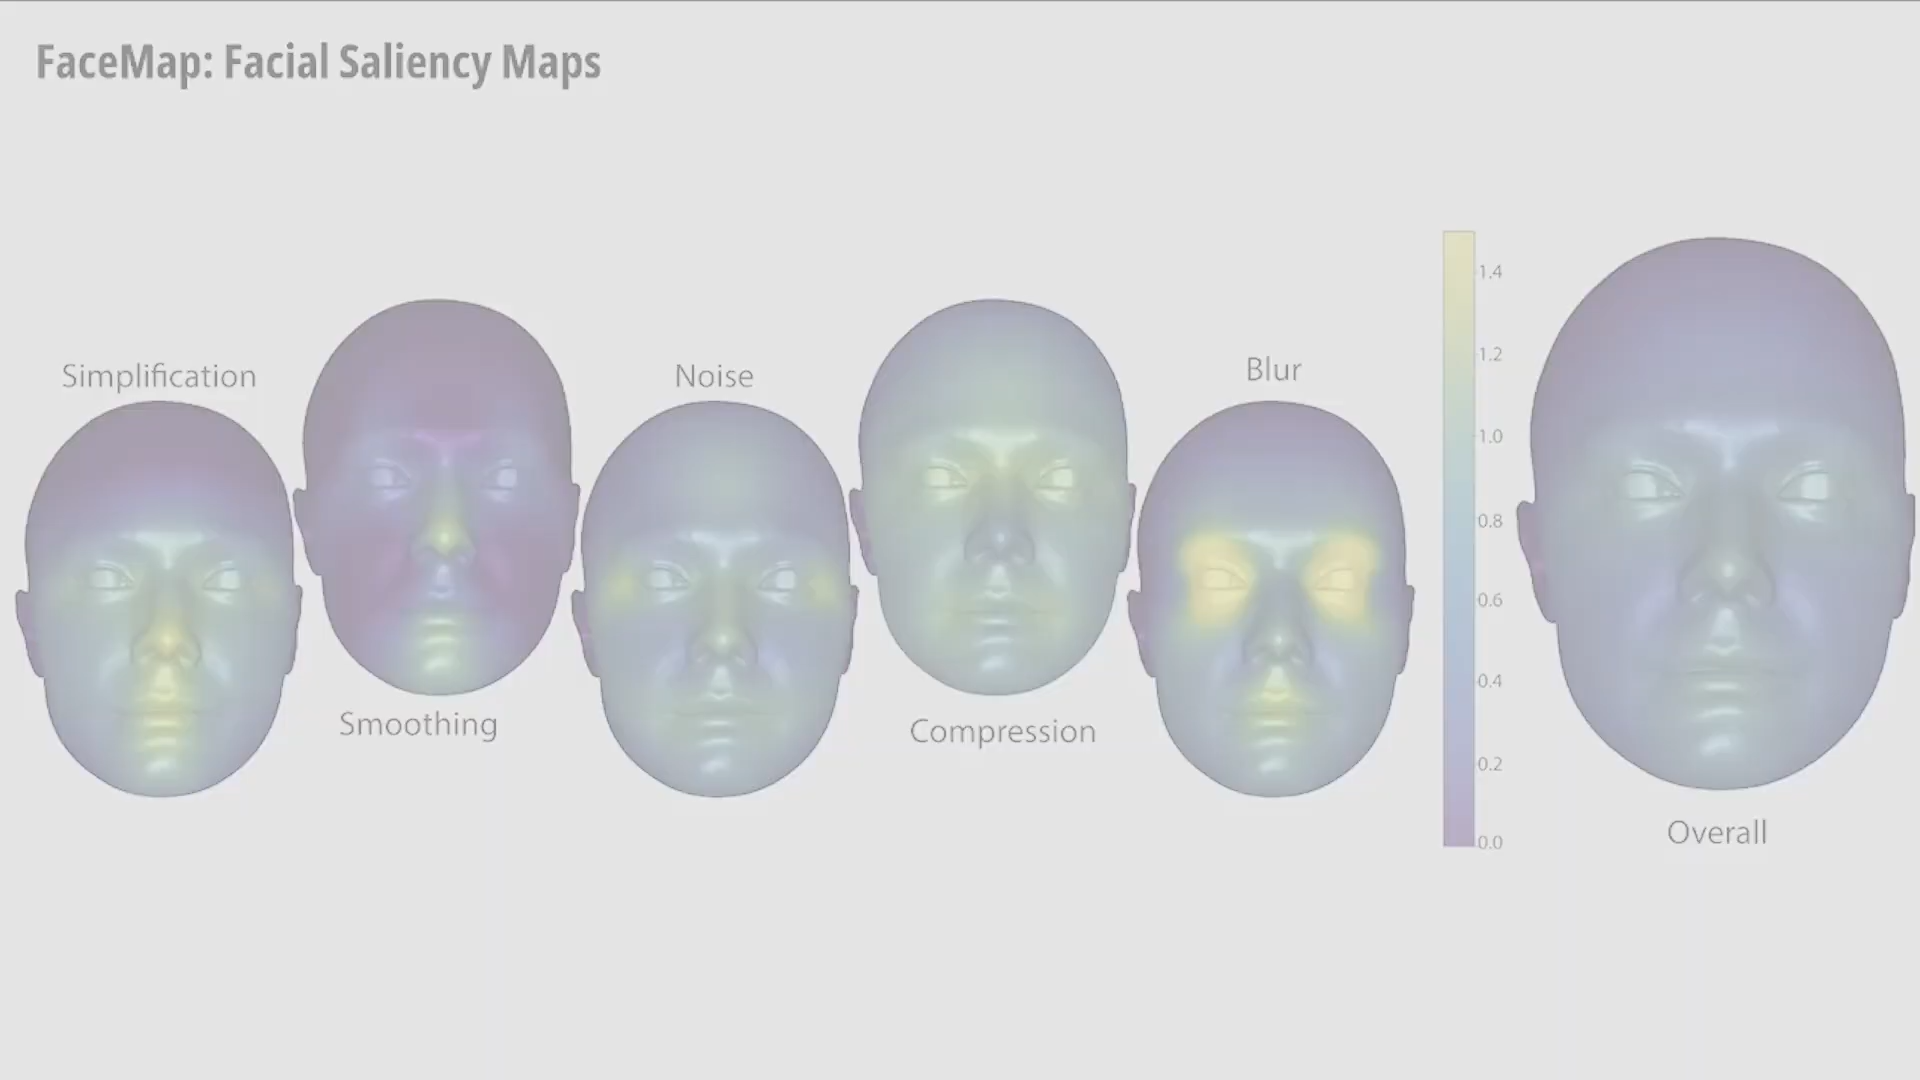 FaceMap: Facial Saliency Maps
Simplification
Smoothing
Noise
Compression
Blur
1.4
1.2
1.0
0.8
0.6
0.4
0.2
0.0
Overall